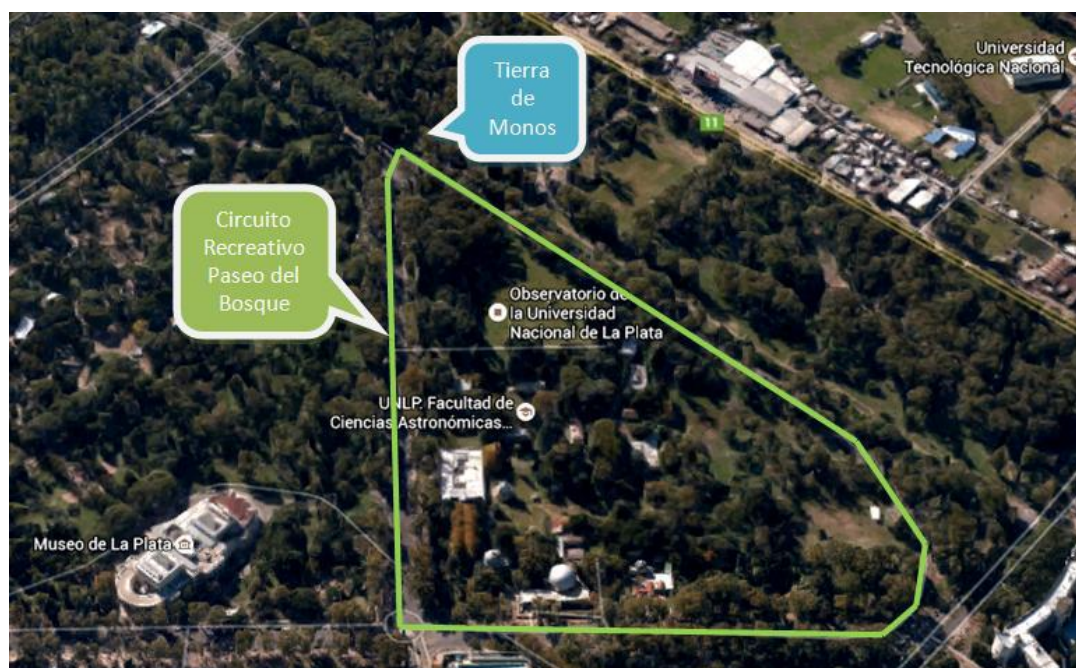 Universidad
Tecnológica Nacional
Tierra
de
Monos
11
Circuito
Recreativo
Paseo del
Bosque
Observatorio de
la Universidad
Nacional de La Plata
UNLP. Facultad de
Ciencias Astronómicas...
Museo de La Plata